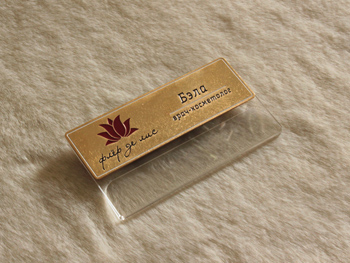 Бэла
врач-косметолог
флер де лис